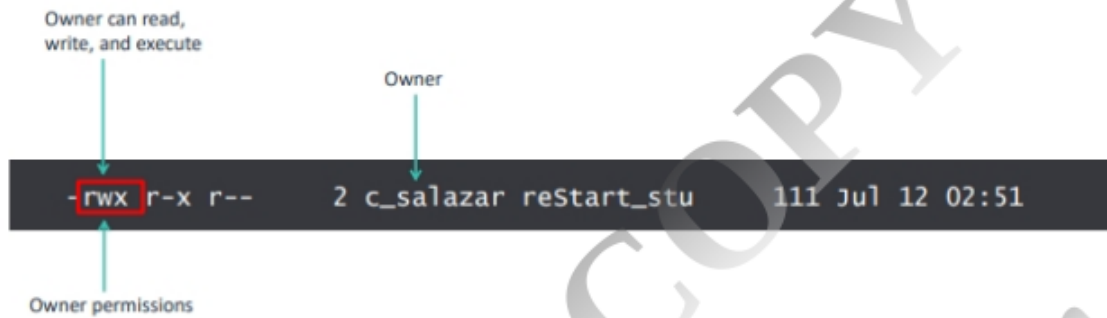 Owner can read,
write, and execute
Owner
-rwx r-x r-- 2 c_salazar reStart_stu 111 Jul 12 02:51
Owner permissions
COPY